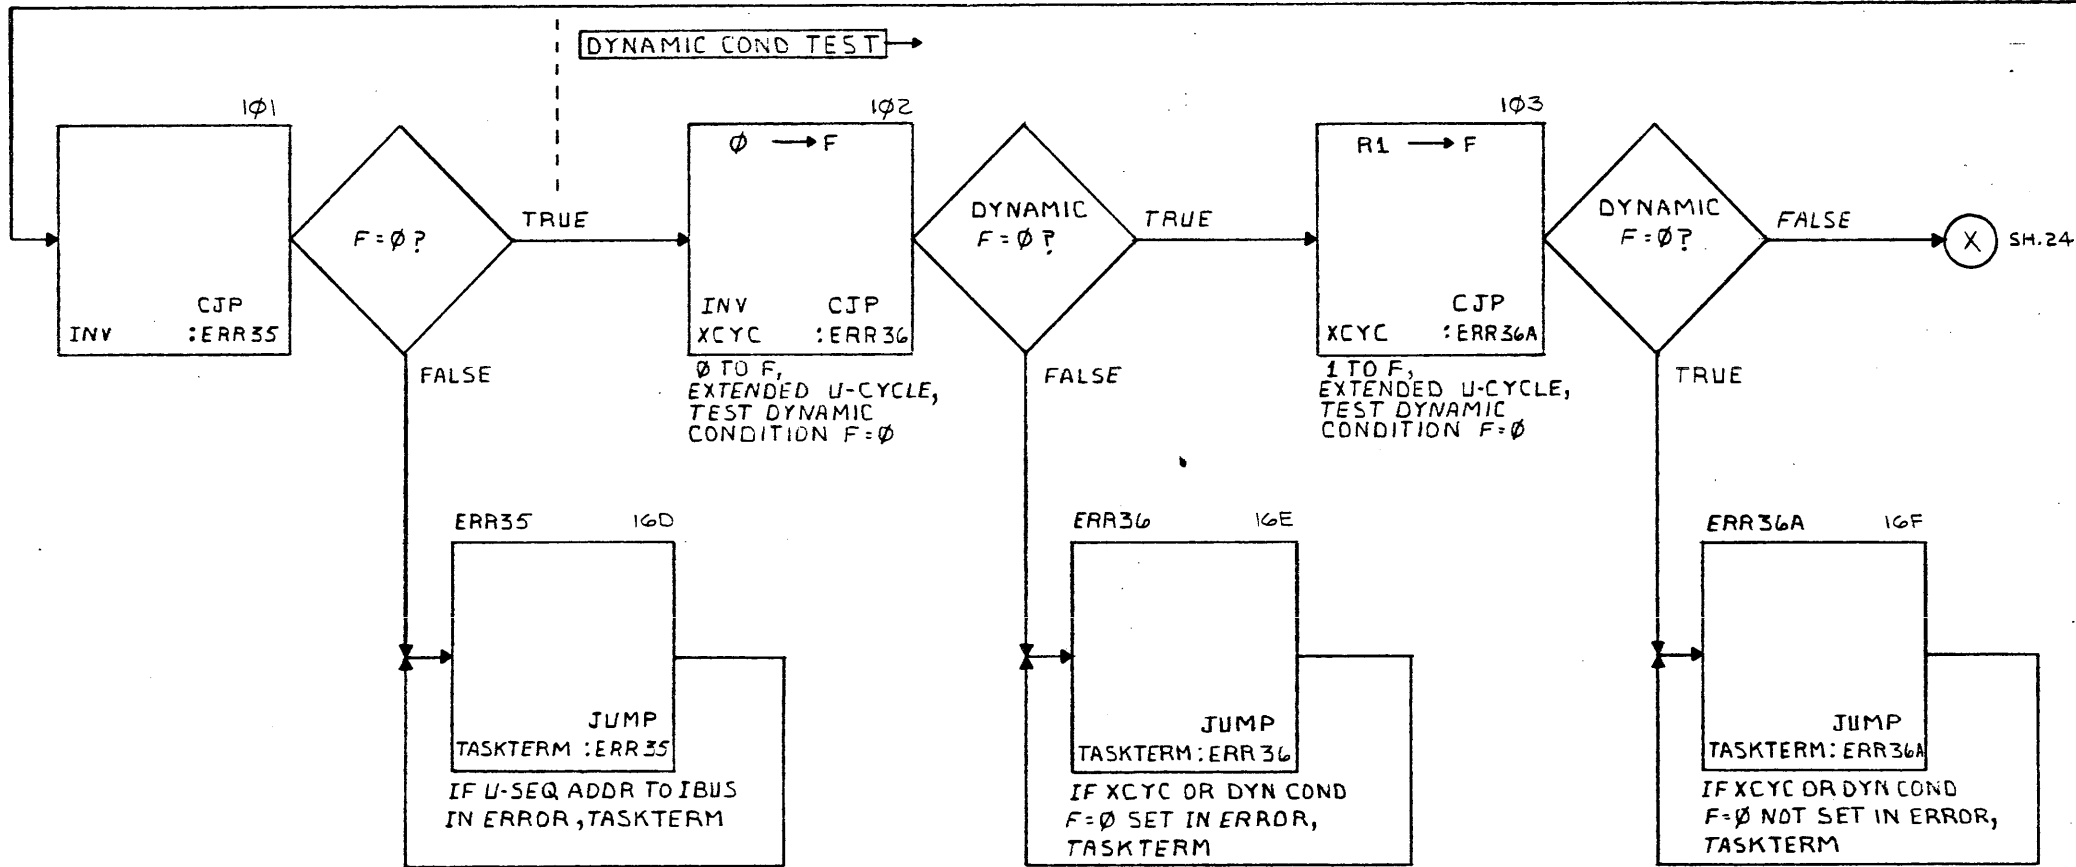 DYNAMIC COND TEST
1Ø1
F=Ø?
CJP
INV :ERR35
TRUE
FALSE
1Ø2
Ø → F
INV CJP
XCYC :ERR36
Ø TO F,
EXTENDED U-CYCLE,
TEST DYNAMIC
CONDITION F=Ø
DYNAMIC
F=Ø?
TRUE
FALSE
1Ø3
R1 → F
CJP
XCYC :ERR36A
1 TO F,
EXTENDED U-CYCLE,
TEST DYNAMIC
CONDITION F=Ø
DYNAMIC
F=Ø?
FALSE
TRUE
X SH.24
ERR35 16D
JUMP
TASKTERM :ERR35
IF U-SEQ ADDR TO IBUS
IN ERROR, TASKTERM
ERR36 16E
JUMP
TASKTERM:ERR36
IF XCYC OR DYN COND
F=Ø SET IN ERROR,
TASKTERM
ERR36A 16F
JUMP
TASKTERM:ERR36A
IF XCYC OR DYN COND
F=Ø NOT SET IN ERROR,
TASKTERM